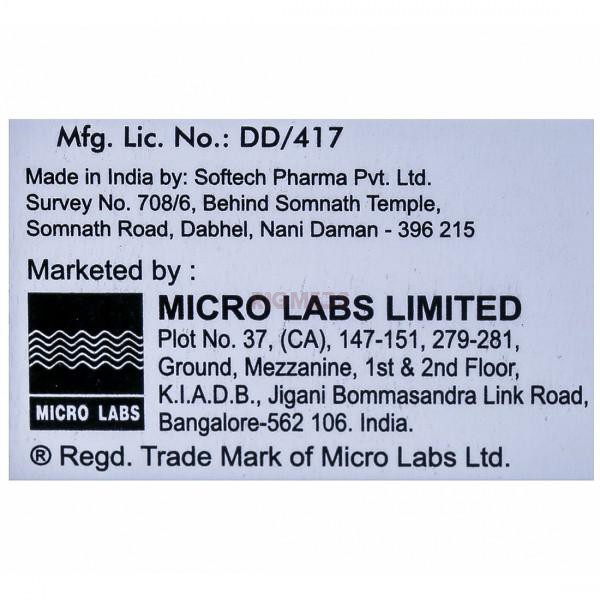 Mfg. Lic. No.: DD/417
Made in India by: Softech Pharma Pvt. Ltd.
Survey No. 708/6, Behind Somnath Temple,
Somnath Road, Dabhel, Nani Daman - 396 215
Marketed by :
MICRO LABS
MICRO LABS LIMITED
Plot No. 37, (CA), 147-151, 279-281,
Ground, Mezzanine, 1st & 2nd Floor,
K.I.A.D.B., Jigani Bommasandra Link Road,
Bangalore-562 106. India.
® Regd. Trade Mark of Micro Labs Ltd.